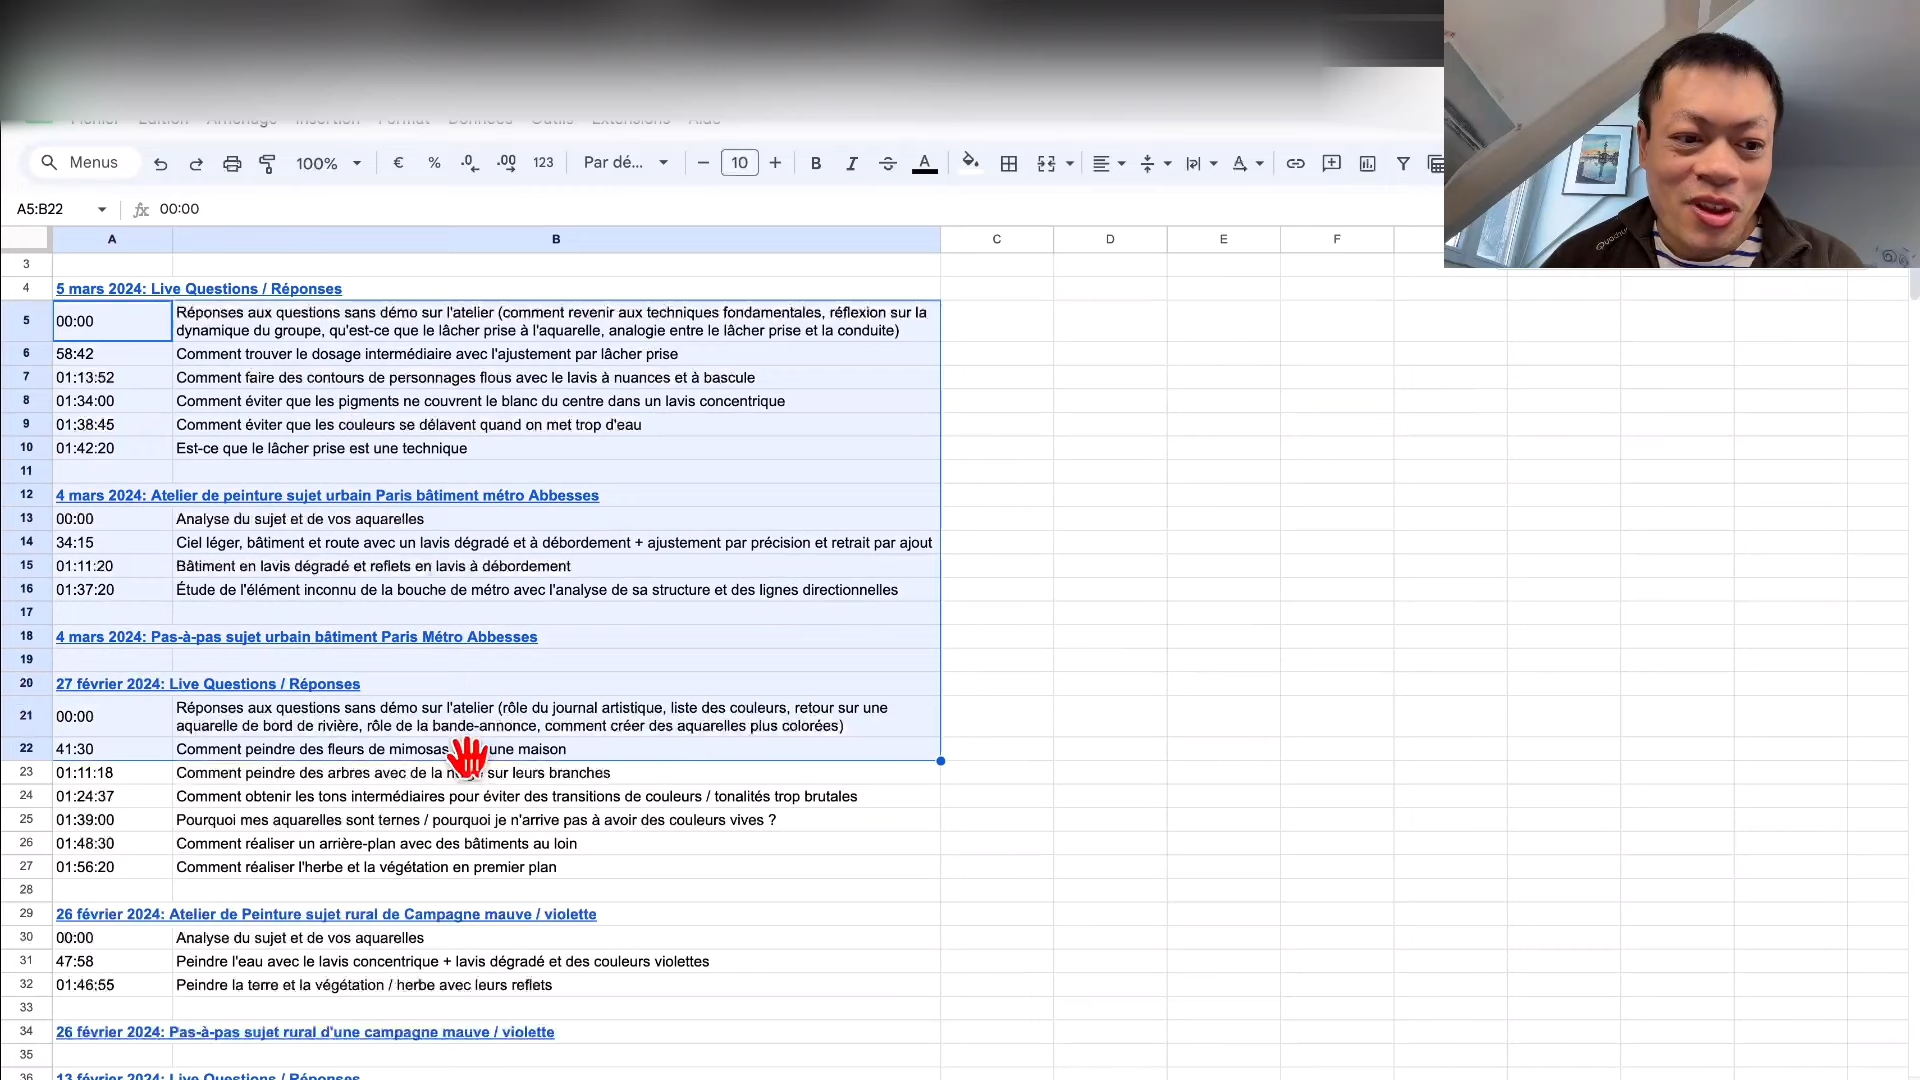 Fichier Édition Affichage Insertion Format Données Outils Extensions Aide
Menus 100% € % .0 .00 123 Par dé... 10 B I S A
A5:B22 fx 00:00
A B C D E F
3
4 5 mars 2024: Live Questions / Réponses
5 00:00 Réponses aux questions sans démo sur l'atelier (comment revenir aux techniques fondamentales, réflexion sur la
dynamique du groupe, qu'est-ce que le lâcher prise à l'aquarelle, analogie entre le lâcher prise et la conduite)
6 58:42 Comment trouver le dosage intermédiaire avec l'ajustement par lâcher prise
7 01:13:52 Comment faire des contours de personnages flous avec le lavis à nuances et à bascule
8 01:34:00 Comment éviter que les pigments ne couvrent le blanc du centre dans un lavis concentrique
9 01:38:45 Comment éviter que les couleurs se délavent quand on met trop d'eau
10 01:42:20 Est-ce que le lâcher prise est une technique
11
12 4 mars 2024: Atelier de peinture sujet urbain Paris bâtiment métro Abbesses
13 00:00 Analyse du sujet et de vos aquarelles
14 34:15 Ciel léger, bâtiment et route avec un lavis dégradé et à débordement + ajustement par précision et retrait par ajout
15 01:11:20 Bâtiment en lavis dégradé et reflets en lavis à débordement
16 01:37:20 Étude de l'élément inconnu de la bouche de métro avec l'analyse de sa structure et des lignes directionnelles
17
18 4 mars 2024: Pas-à-pas sujet urbain bâtiment Paris Métro Abbesses
19
20 27 février 2024: Live Questions / Réponses
21 00:00 Réponses aux questions sans démo sur l'atelier (rôle du journal artistique, liste des couleurs, retour sur une
aquarelle de bord de rivière, rôle de la bande-annonce, comment créer des aquarelles plus colorées)
22 41:30 Comment peindre des fleurs de mimosas une maison
23 01:11:18 Comment peindre des arbres avec de la sur leurs branches
24 01:24:37 Comment obtenir les tons intermédiaires pour éviter des transitions de couleurs / tonalités trop brutales
25 01:39:00 Pourquoi mes aquarelles sont ternes / pourquoi je n'arrive pas à avoir des couleurs vives ?
26 01:48:30 Comment réaliser un arrière-plan avec des bâtiments au loin
27 01:56:20 Comment réaliser l'herbe et la végétation en premier plan
28
29 26 février 2024: Atelier de Peinture sujet rural de Campagne mauve / violette
30 00:00 Analyse du sujet et de vos aquarelles
31 47:58 Peindre l'eau avec le lavis concentrique + lavis dégradé et des couleurs violettes
32 01:46:55 Peindre la terre et la végétation / herbe avec leurs reflets
33
34 26 février 2024: Pas-à-pas sujet rural d'une campagne mauve / violette
35
36 13 février 2024: Live Questions / Réponses